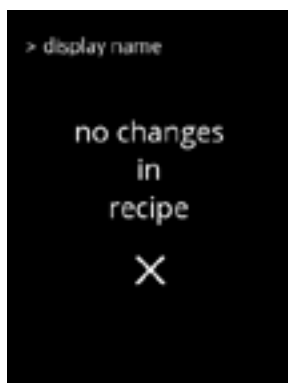 > display name
no changes
in
recipe